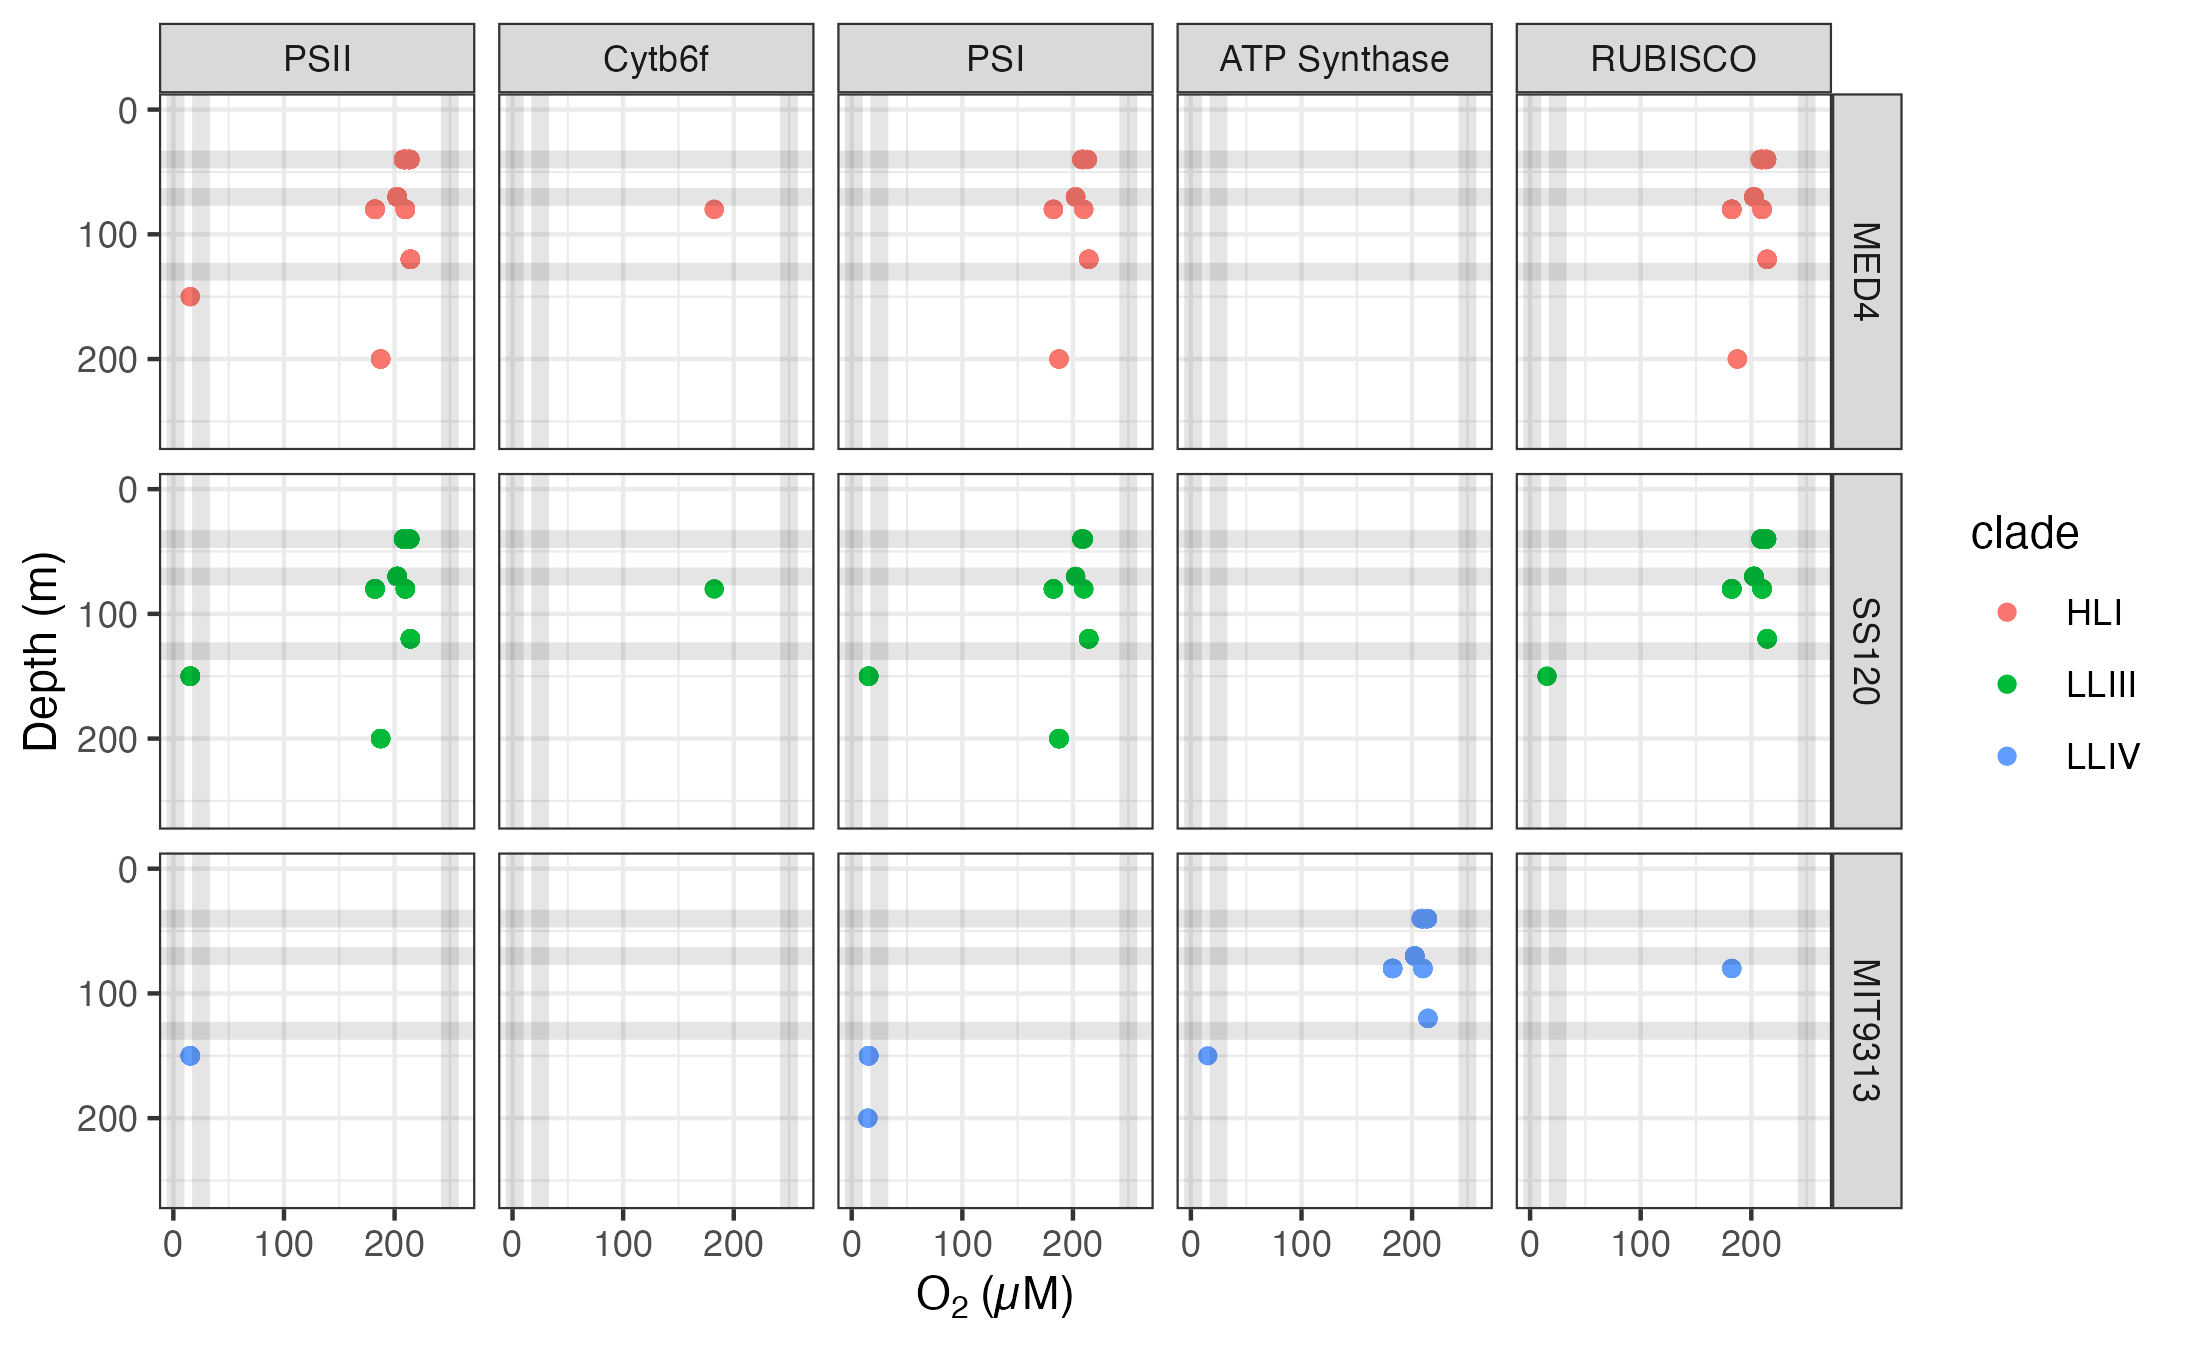 PSII Cytb6f PSI ATP Synthase RUBISCO
0
100
200
MED4
0
100
200
SS120
0
100
200
MIT9313
Depth (m)
0 100 200 0 100 200 0 100 200 0 100 200 0 100 200
O₂ (µM)
clade
HLI
LLIII
LLIV